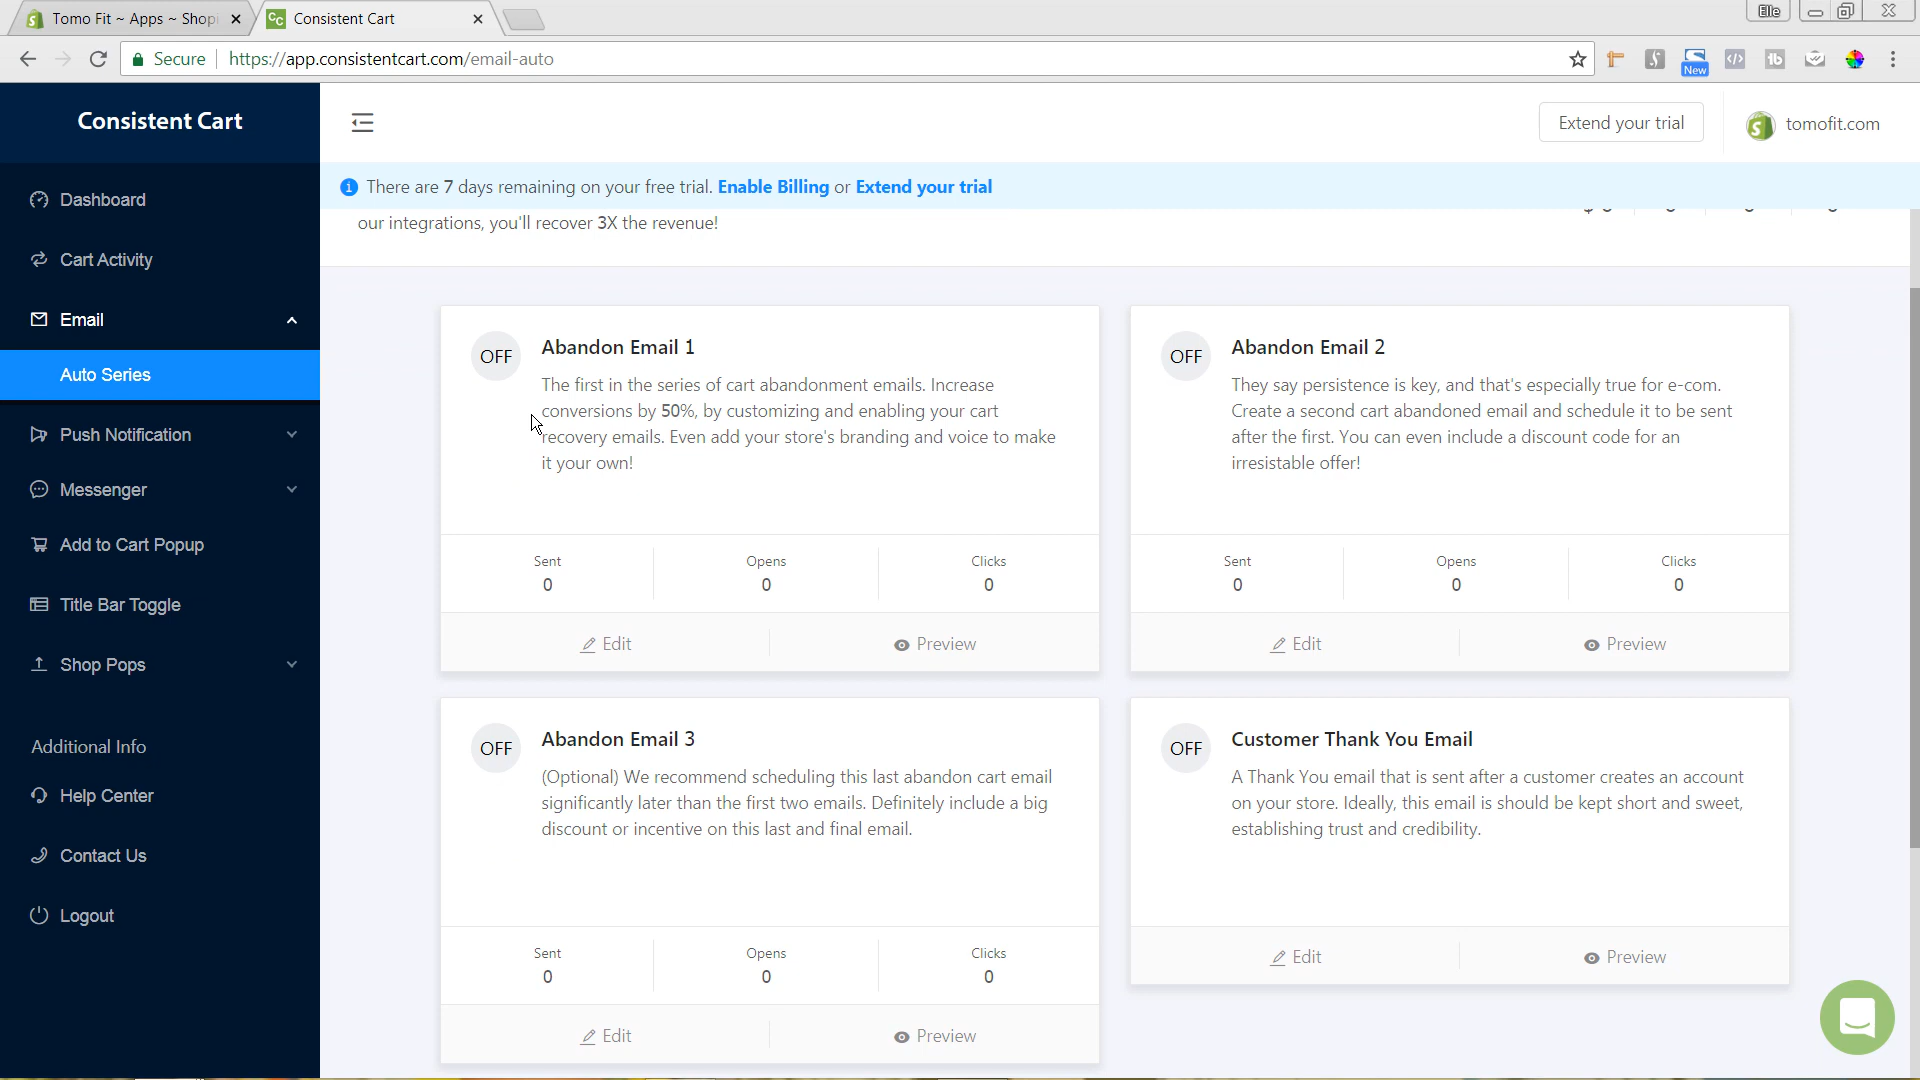 Tomo Fit ~ Apps ~ Shopi
Consistent Cart
Elle
Secure
https://app.consistentcart.com/email-auto
New
Consistent Cart
Extend your trial
tomofit.com
There are 7 days remaining on your free trial. Enable Billing or Extend your trial
our integrations, you'll recover 3X the revenue!
Dashboard
Cart Activity
Email
Auto Series
Push Notification
Messenger
Add to Cart Popup
Title Bar Toggle
Shop Pops
Additional Info
Help Center
Contact Us
Logout
OFF
Abandon Email 1
The first in the series of cart abandonment emails. Increase
conversions by 50%, by customizing and enabling your cart
recovery emails. Even add your store's branding and voice to make
it your own!
Sent
Opens
Clicks
0
0
0
Edit
Preview
OFF
Abandon Email 2
They say persistence is key, and that's especially true for e-com.
Create a second cart abandoned email and schedule it to be sent
after the first. You can even include a discount code for an
irresistable offer!
Sent
Opens
Clicks
0
0
0
Edit
Preview
OFF
Abandon Email 3
(Optional) We recommend scheduling this last abandon cart email
significantly later than the first two emails. Definitely include a big
discount or incentive on this last and final email.
Sent
Opens
Clicks
0
0
0
Edit
Preview
OFF
Customer Thank You Email
A Thank You email that is sent after a customer creates an account
on your store. Ideally, this email is should be kept short and sweet,
establishing trust and credibility.
Edit
Preview